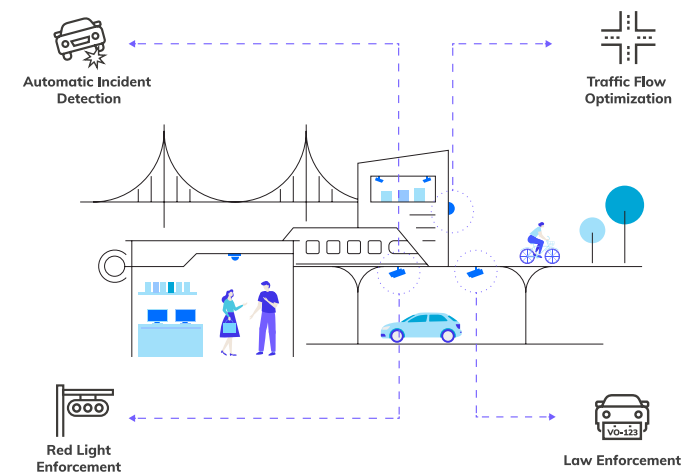 Automatic Incident
Detection
Traffic Flow
Optimization
Red Light
Enforcement
VO-123
Law Enforcement